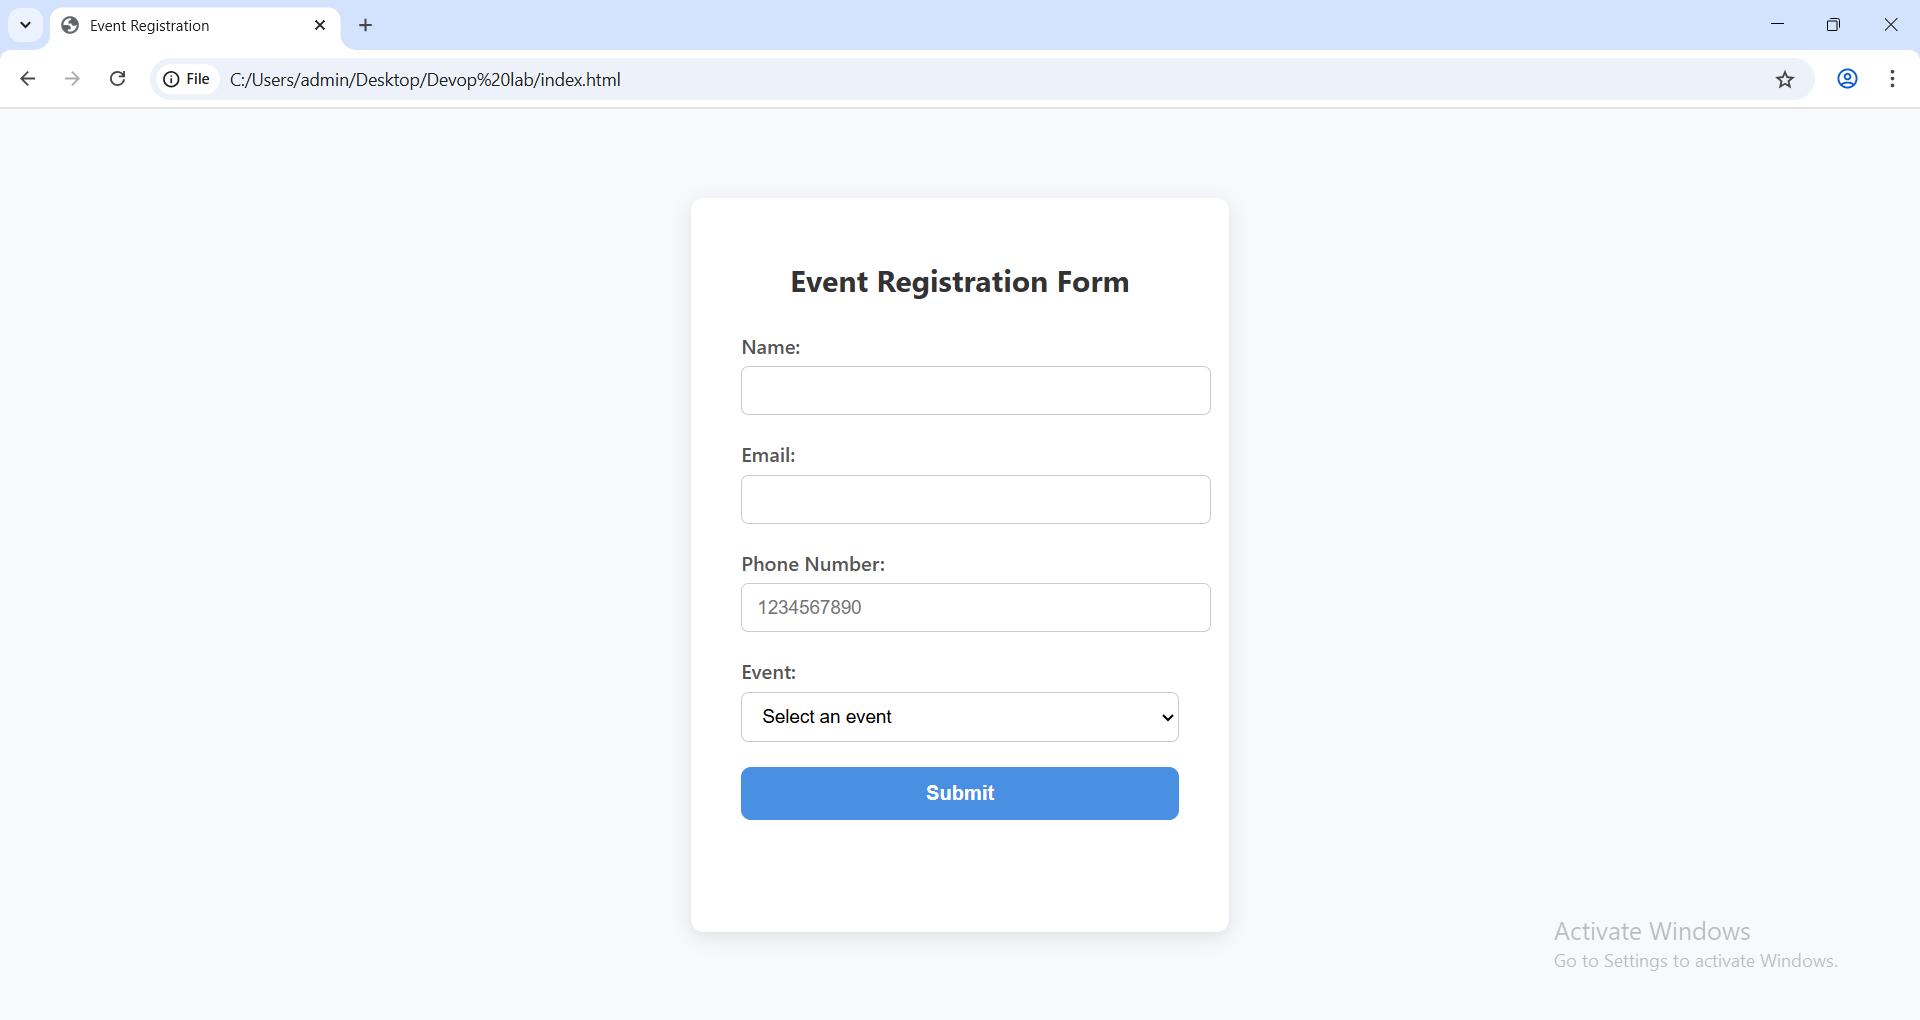 Event Registration
File
C:/Users/admin/Desktop/Devop%20lab/index.html
Event Registration Form
Name:
Email:
Phone Number:
1234567890
Event:
Select an event
Submit
Activate Windows
Go to Settings to activate Windows.